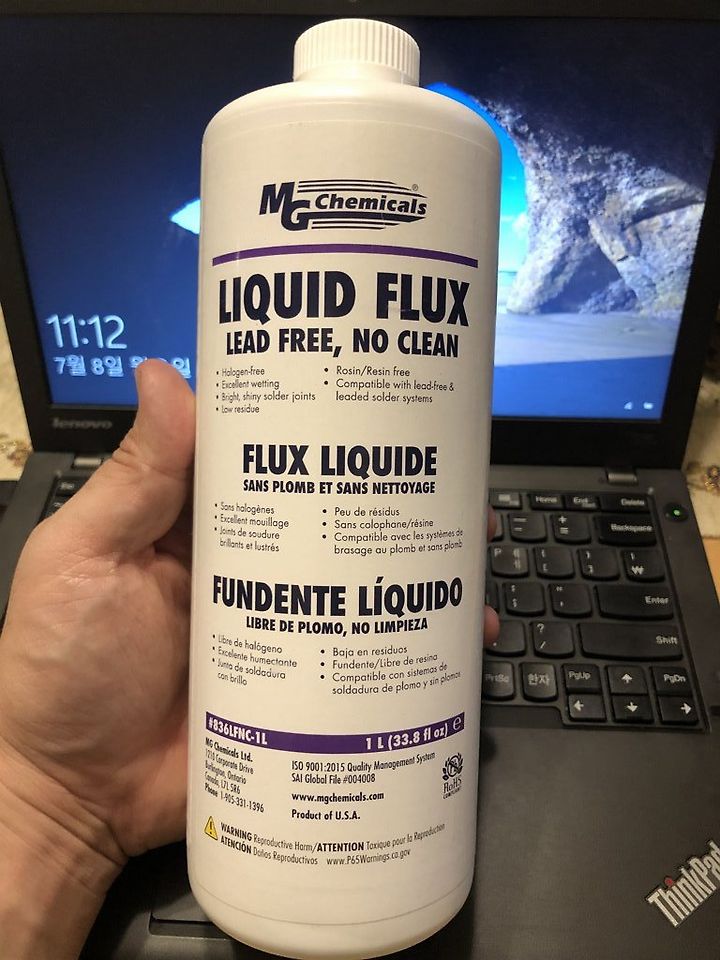 MG Chemicals®
LIQUID FLUX
LEAD FREE, NO CLEAN
• Halogen-free
• Excellent wetting
• Bright, shiny solder joints
• Low residue
• Rosin/Resin free
• Compatible with lead-free &
leaded solder systems
FLUX LIQUIDE
SANS PLOMB ET SANS NETTOYAGE
• Sans halogènes
• Excellent mouillage
• Joints de soudure
brillants et lustrés
• Peu de résidus
• Sans colophane/résine
• Compatible avec les systèmes de
brasage au plomb et sans plomb
FUNDENTE LÍQUIDO
LIBRE DE PLOMO, NO LIMPIEZA
• Libre de halógeno
• Excelente humectante
• Junta de soldadura
con brillo
• Baja en residuos
• Fundente/Libre de resina
• Compatible con sistemas de
soldadura de plomo y sin plomos
#836LFNC-1L
1 L (33.8 fl oz) e
MG Chemicals Ltd.
1210 Corporate Drive
Burlington, Ontario
Canada, L7L 5R6
Phone 1-905-331-1396
ISO 9001:2015 Quality Management System
SAI Global File #004008
www.mgchemicals.com
Product of U.S.A.
RoHS
COMPLIANT
WARNING Reproductive Harm/ATTENTION Toxique pour la Reproduction
ATENCIÓN Daños Reproductivos www.P65Warnings.ca.gov
11:12
7월 8일
lenovo
Esc
Home
End
Delete
Backspace
₩
Enter
Shift
PrtSc
한자
PgUp
PgDn
ThinkPad